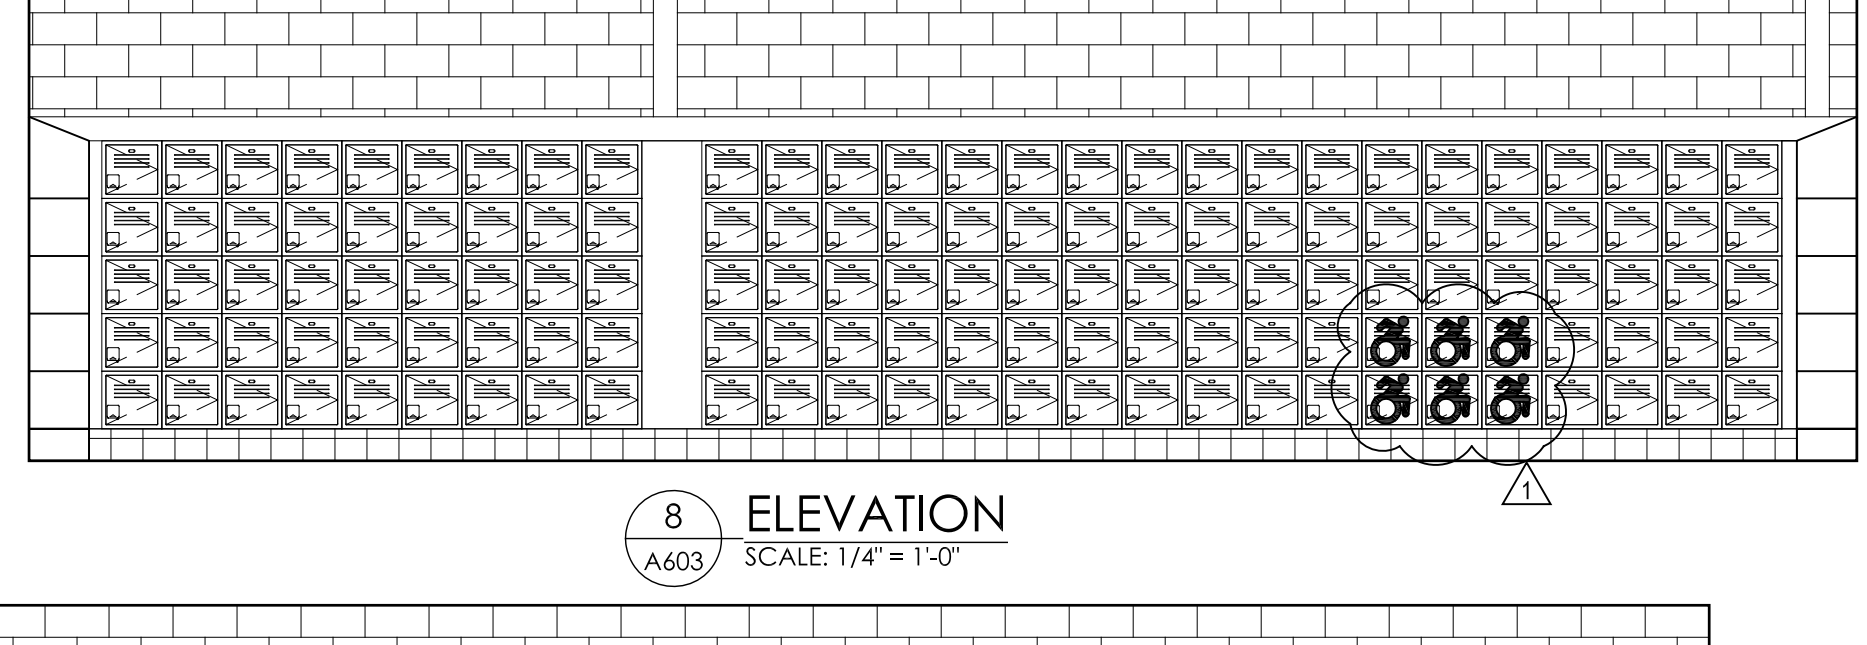 8
A603
ELEVATION
SCALE: 1/4" = 1'-0"
1